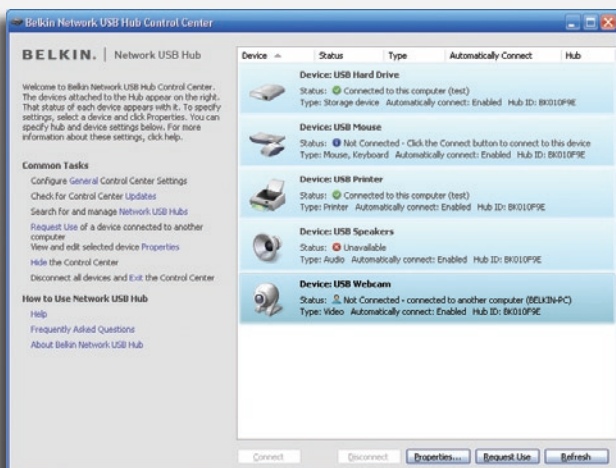 Belkin Network USB Hub Control Center
BELKIN. | Network USB Hub
Welcome to Belkin Network USB Hub Control Center.
The devices attached to the Hub appear on the right.
That status of each device appears with it. To specify
settings, select a device and click Properties. You can
specify hub and device settings below. For more
information about these settings, click help.
Common Tasks
Configure General Control Center Settings
Check for Control Center Updates
Search for and manage Network USB Hubs
Request Use of a device connected to another
computer
View and edit selected device Properties
Hide the Control Center
Disconnect all devices and Exit the Control Center
How to Use Network USB Hub
Help
Frequently Asked Questions
About Belkin Network USB Hub
Device Status Type Automatically Connect Hub
Device: USB Hard Drive
Status: Connected to this computer (test)
Type: Storage device Automatically connect: Enabled Hub ID: BK010F9E
Device: USB Mouse
Status: Not Connected - Click the Connect button to connect to this device
Type: Mouse, Keyboard Automatically connect: Enabled Hub ID: BK010F9E
Device: USB Printer
Status: Connected to this computer (test)
Type: Printer Automatically connect: Enabled Hub ID: BK010F9E
Device: USB Speakers
Status: Unavailable
Type: Audio Automatically connect: Enabled Hub ID: BK010F9E
Device: USB Webcam
Status: Not Connected - connected to another computer (BELKIN-PC)
Type: Video Automatically connect: Enabled Hub ID: BK010F9E
Connect Disconnect Properties... Request Use Refresh